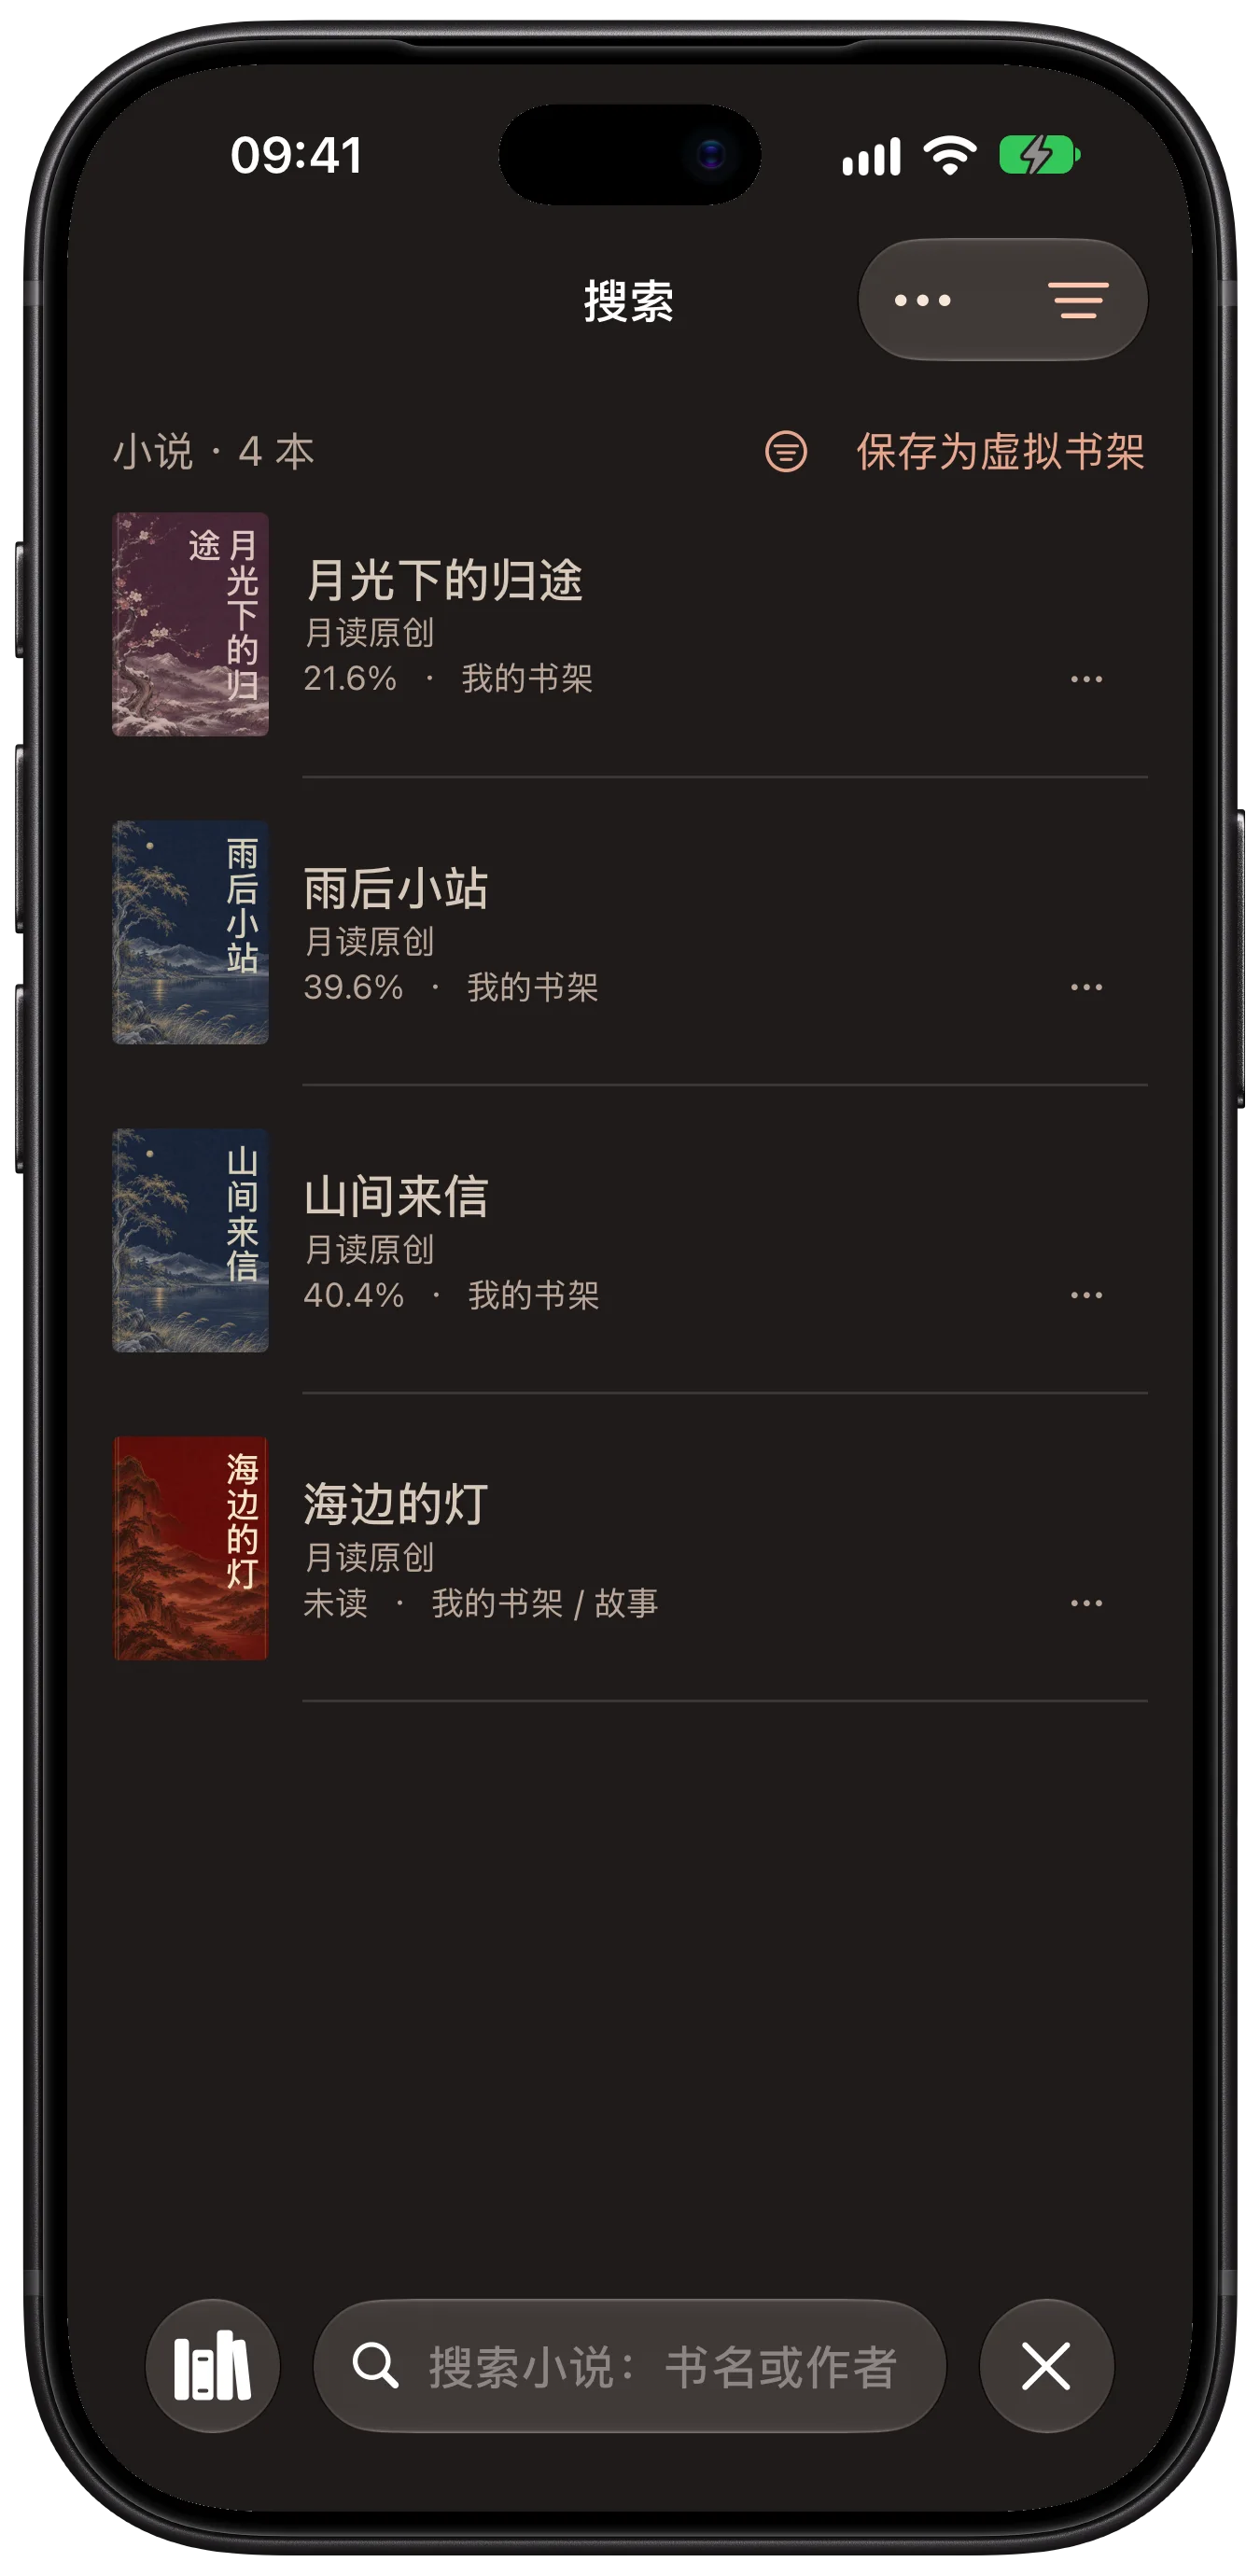 09:41
搜索
小说 · 4 本
保存为虚拟书架
月光下的归途
月光下的归途
月读原创
21.6% · 我的书架
雨后小站
雨后小站
月读原创
39.6% · 我的书架
山间来信
山间来信
月读原创
40.4% · 我的书架
海边的灯
海边的灯
月读原创
未读 · 我的书架 / 故事
搜索小说：书名或作者